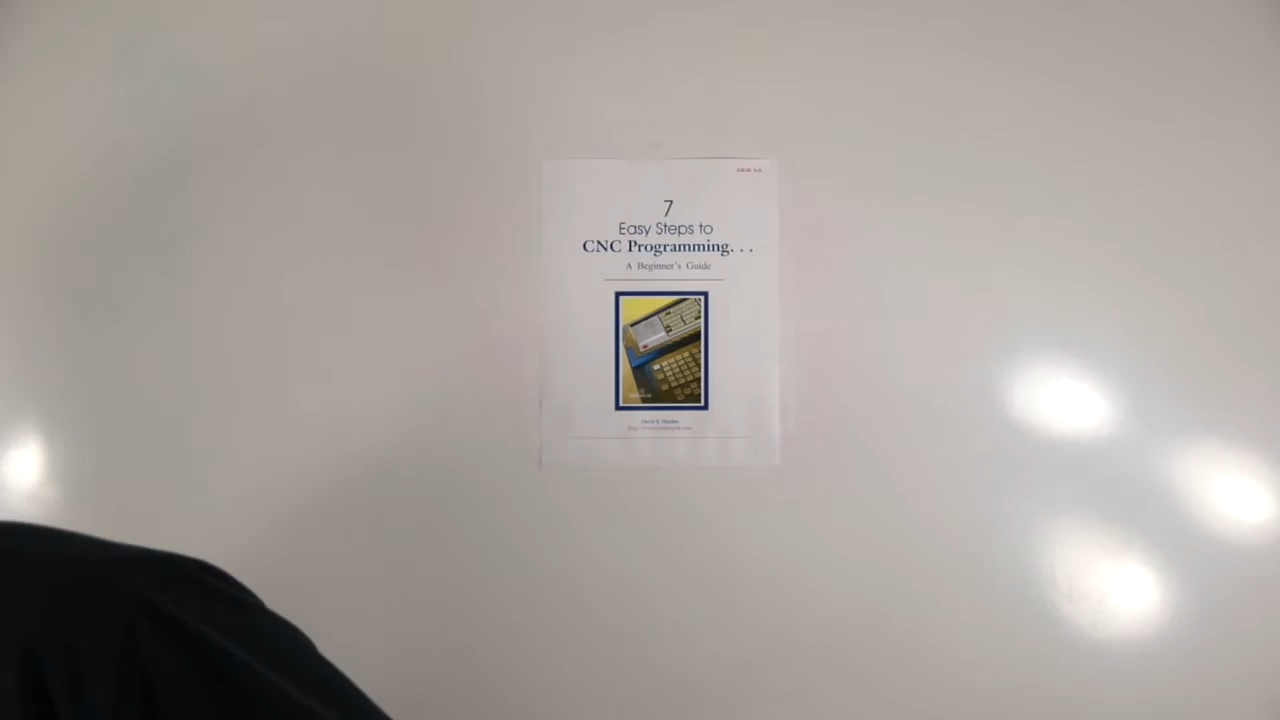 7
Easy Steps to
CNC Programming. . .
A Beginner's Guide